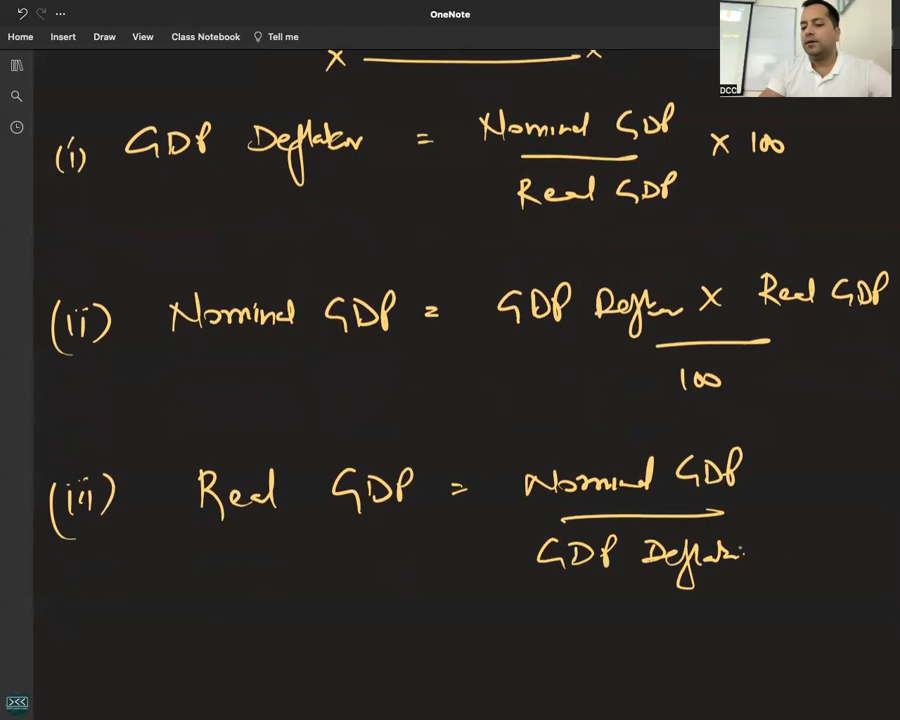 OneNote
Home Insert Draw View Class Notebook Tell me
DCC
x x
(i) GDP Deflator = Nominal GDP
Real GDP
x 100
(ii) Nominal GDP = GDP Deflator x Real GDP
100
(iii) Real GDP = Nominal GDP
GDP Deflator